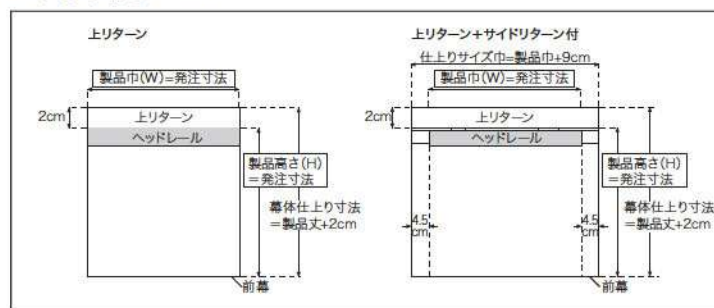 上リターン
製品巾(W)=発注寸法
2cm
上リターン
ヘッドレール
製品高さ(H)
=発注寸法
幕体仕上り寸法
=製品丈+2cm
前幕
上リターン+サイドリターン付
仕上りサイズ巾=製品巾+9cm
製品巾(W)=発注寸法
2cm
上リターン
ヘッドレール
製品高さ(H)
=発注寸法
幕体仕上り寸法
=製品丈+2cm
4.5
cm
4.5
cm
前幕